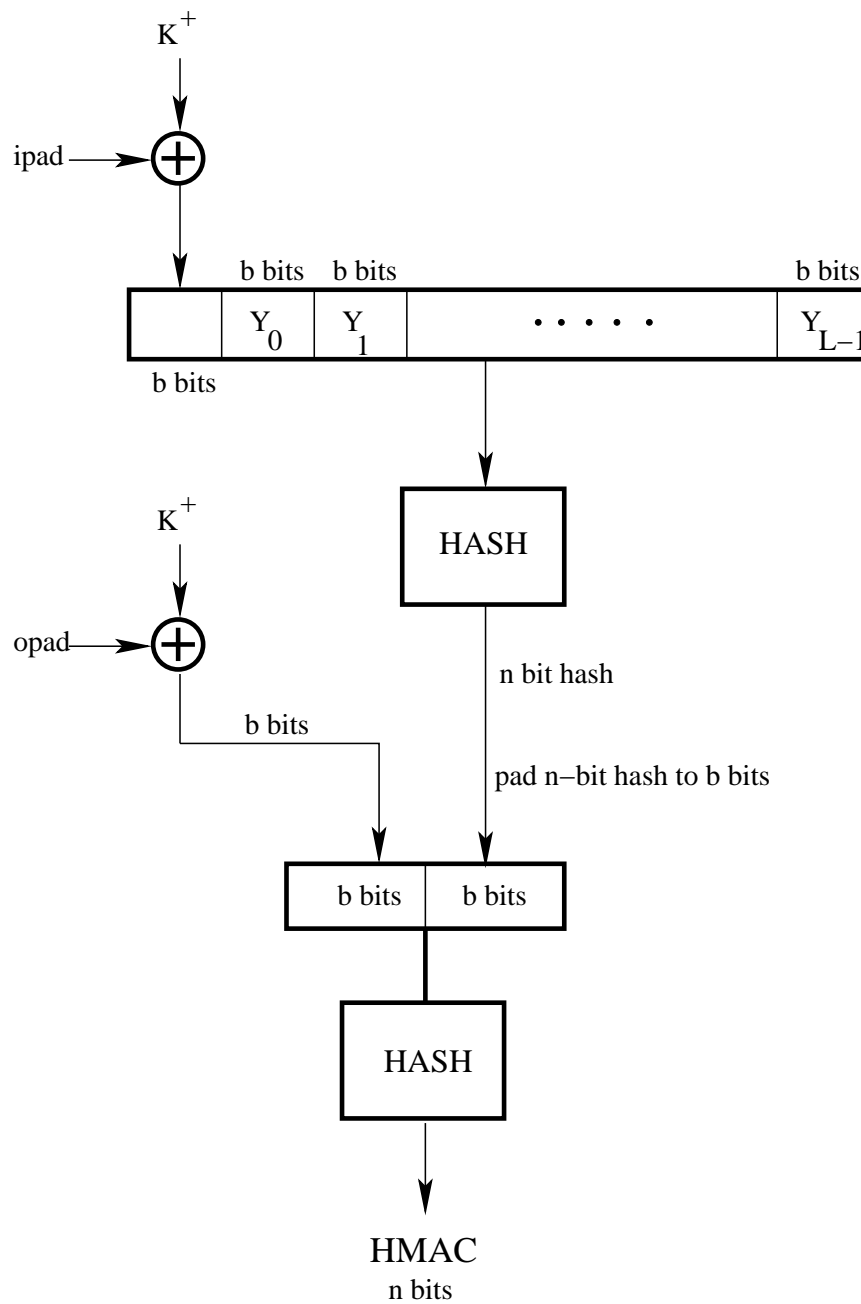 K+
ipad
b bits b bits b bits
Y0 Y1 ..... YL−1
b bits
K+
HASH
opad
n bit hash
b bits
pad n−bit hash to b bits
b bits b bits
HASH
HMAC
n bits